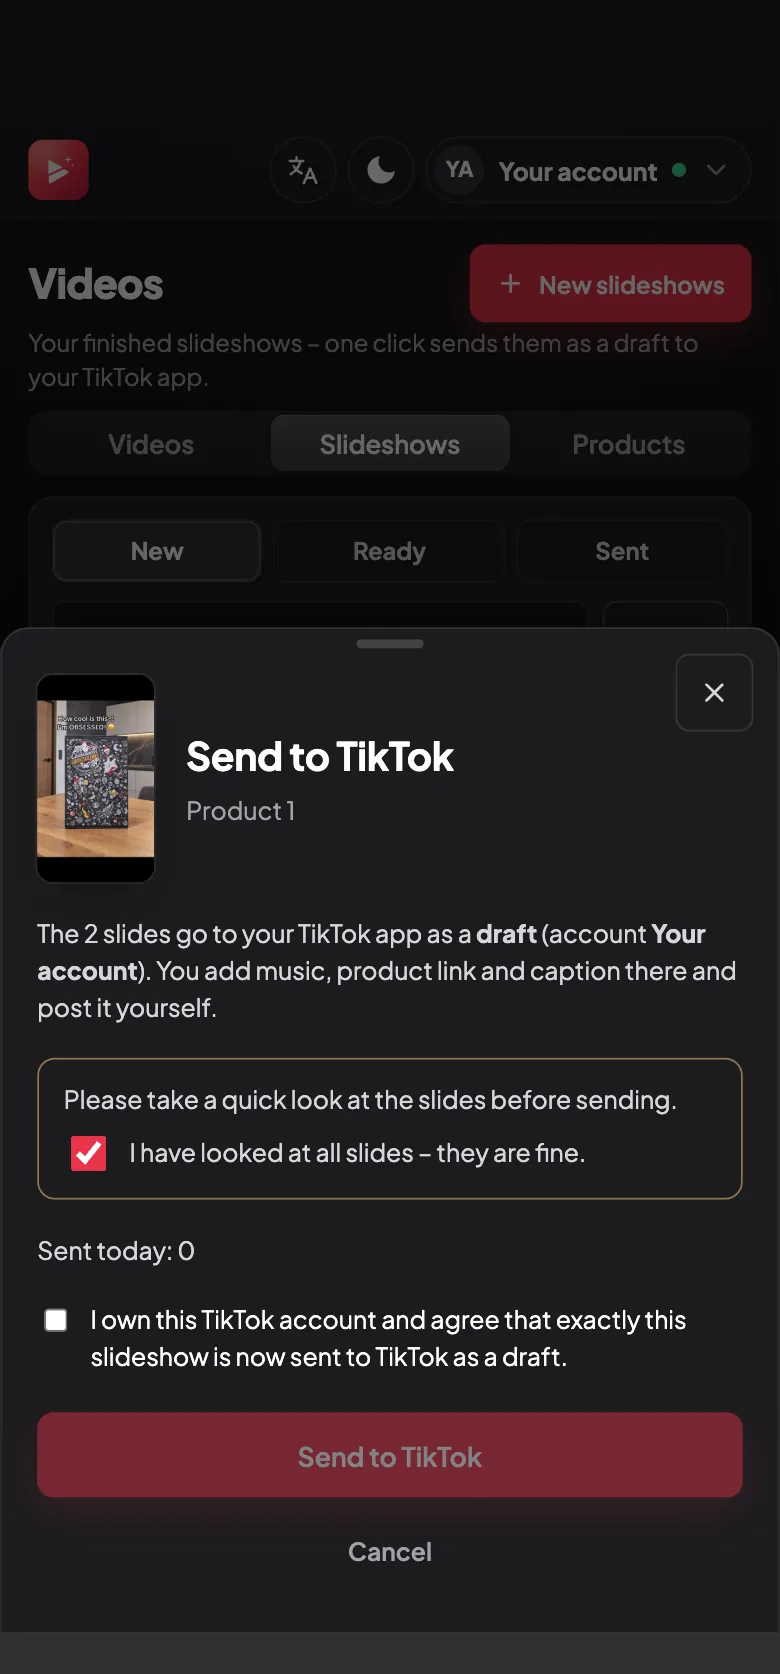 YA Your account
Videos
+ New slideshows
Your finished slideshows – one click sends them as a draft to
your TikTok app.
Videos Slideshows Products
New Ready Sent
How cool is this?!
I'm OBSESSED!
Send to TikTok
Product 1
The 2 slides go to your TikTok app as a draft (account Your
account). You add music, product link and caption there and
post it yourself.
Please take a quick look at the slides before sending.
I have looked at all slides – they are fine.
Sent today: 0
I own this TikTok account and agree that exactly this
slideshow is now sent to TikTok as a draft.
Send to TikTok
Cancel